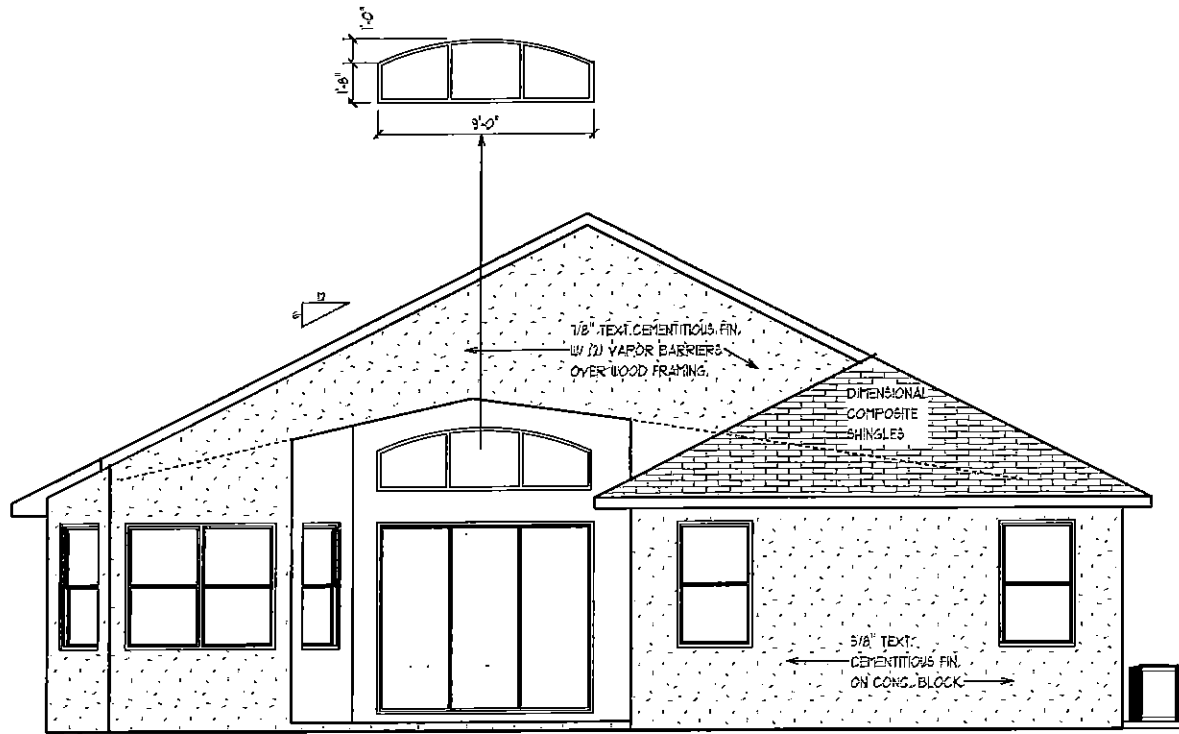 1'-0"
1'-8"
9'-0"
12
6
7/8" TEXT. CEMENTITIOUS FIN.
W/ (2) VAPOR BARRIERS
OVER WOOD FRAMING.
DIMENSIONAL
COMPOSITE
SHINGLES
5/8" TEXT.
CEMENTITIOUS FIN.
ON CONC. BLOCK